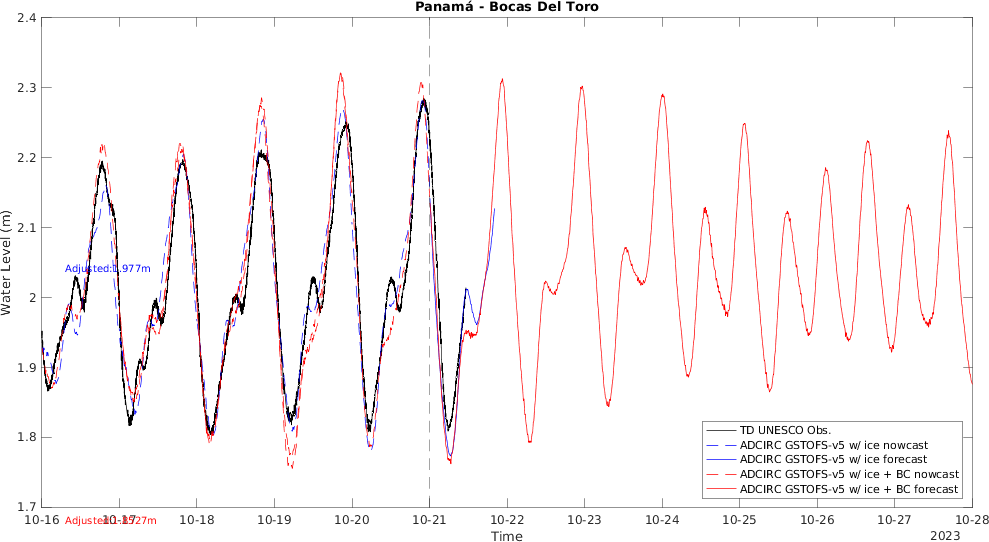 Panamá - Bocas Del Toro
2.4
2.3
2.2
2.1
2
1.9
1.8
1.7
Water Level (m)
Adjusted:1.977m
TD UNESCO Obs.
ADCIRC GSTOFS-v5 w/ ice nowcast
ADCIRC GSTOFS-v5 w/ ice forecast
ADCIRC GSTOFS-v5 w/ ice + BC nowcast
ADCIRC GSTOFS-v5 w/ ice + BC forecast
10-16 10-17 10-18 10-19 10-20 10-21 10-22 10-23 10-24 10-25 10-26 10-27 10-28
Time
2023